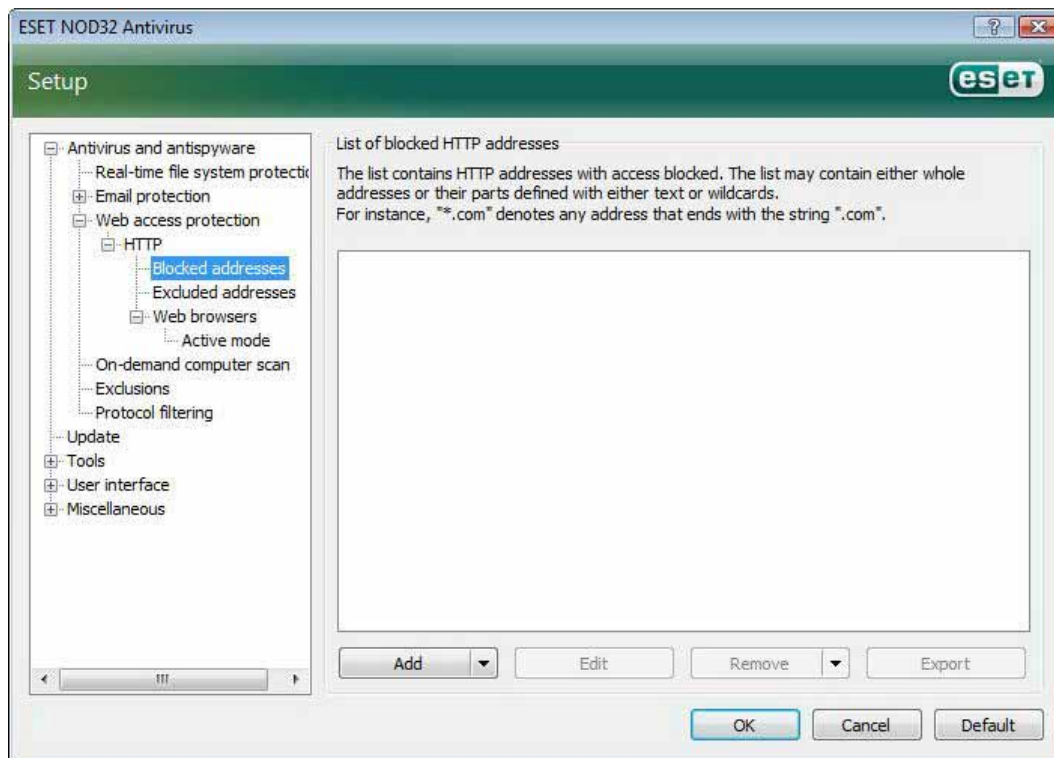 ESET NOD32 Antivirus
Setup
eset
Antivirus and antispyware
Real-time file system protectic
Email protection
Web access protection
HTTP
Blocked addresses
Excluded addresses
Web browsers
Active mode
On-demand computer scan
Exclusions
Protocol filtering
Update
Tools
User interface
Miscellaneous
List of blocked HTTP addresses
The list contains HTTP addresses with access blocked. The list may contain either whole
addresses or their parts defined with either text or wildcards.
For instance, "*.com" denotes any address that ends with the string ".com".
Add
Edit
Remove
Export
OK
Cancel
Default